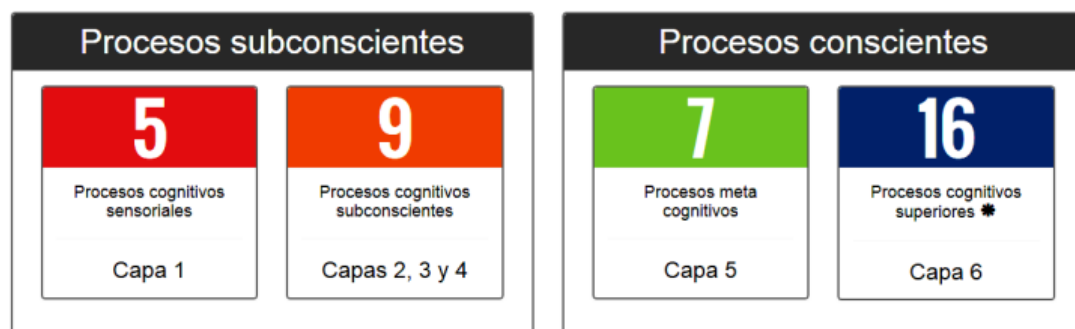 Procesos subconscientes
5
Procesos cognitivos
sensoriales
Capa 1
9
Procesos cognitivos
subconscientes
Capas 2, 3 y 4
Procesos conscientes
7
Procesos meta
cognitivos
Capa 5
16
Procesos cognitivos
superiores ✱
Capa 6